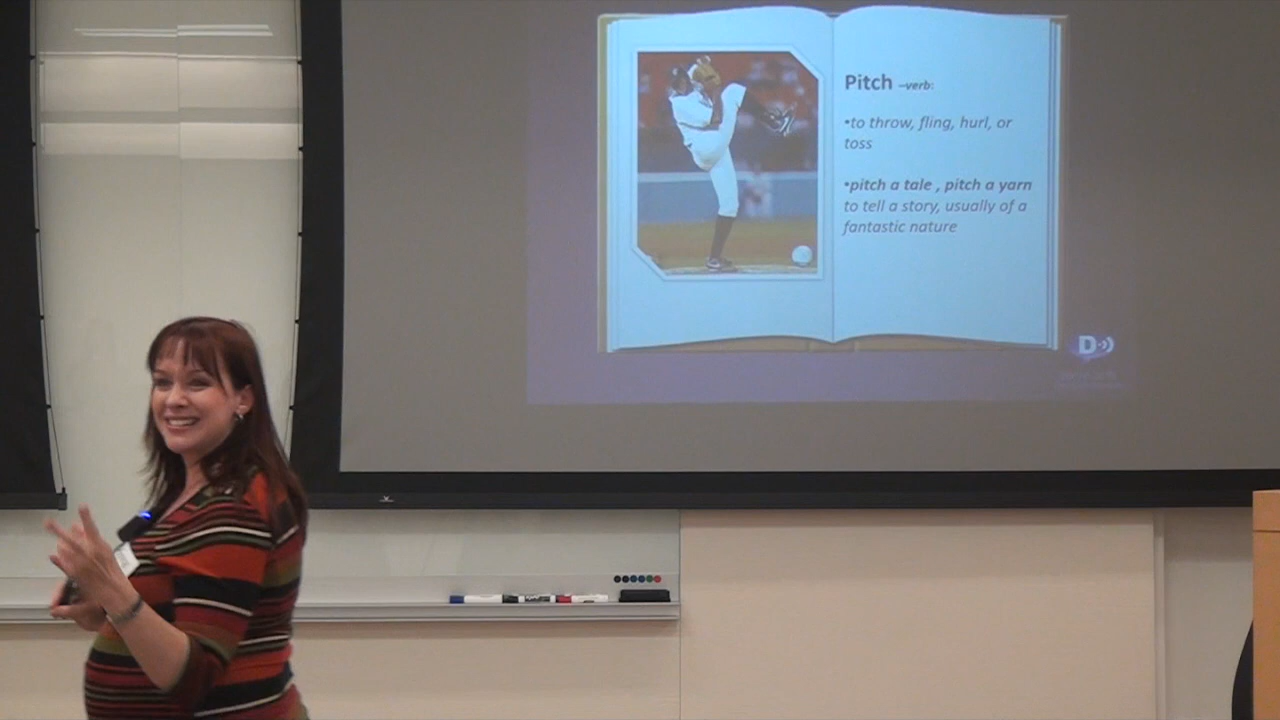 Pitch –verb:
•to throw, fling, hurl, or
toss
•pitch a tale , pitch a yarn
to tell a story, usually of a
fantastic nature
D